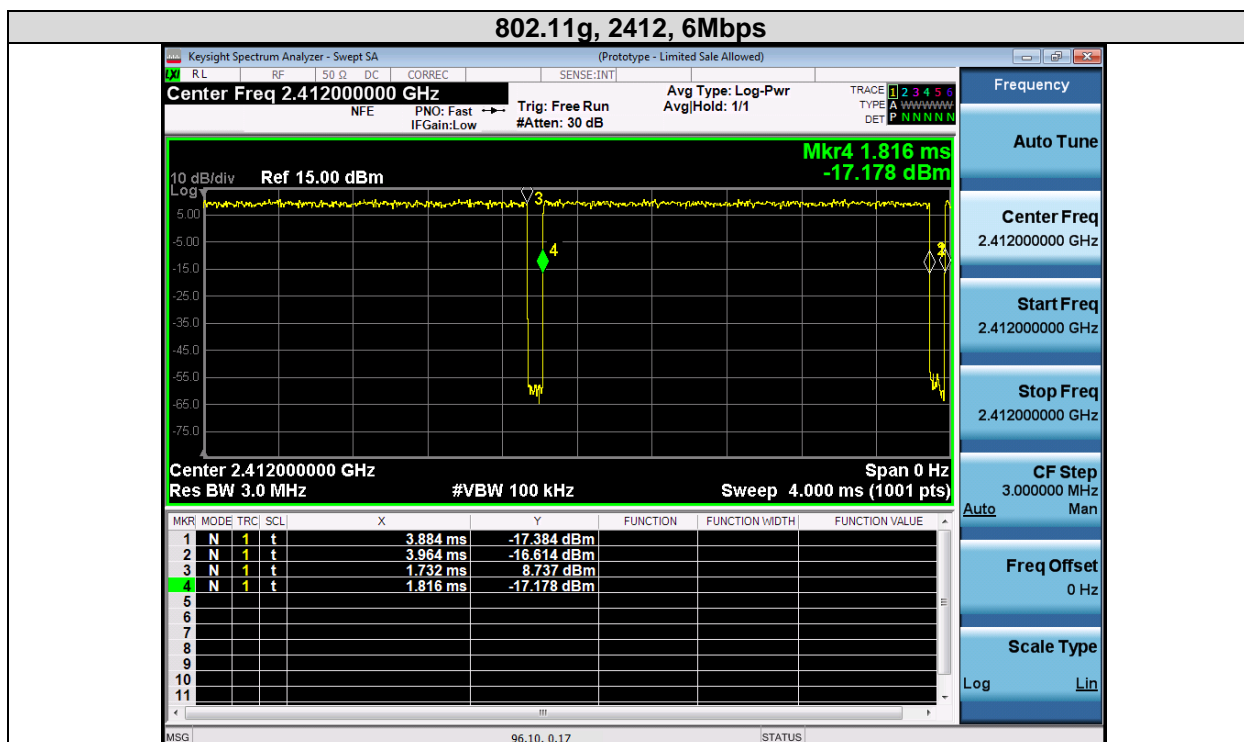 802.11g, 2412, 6Mbps
Keysight Spectrum Analyzer - Swept SA (Prototype - Limited Sale Allowed)
LXI RL RF 50 Ω DC CORREC SENSE:INT
Center Freq 2.412000000 GHz
NFE PNO: Fast Trig: Free Run Avg Type: Log-Pwr TRACE 1 2 3 4 5 6
IFGain:Low #Atten: 30 dB Avg|Hold: 1/1 TYPE A WWWWW
DET P N N N N N
Mkr4 1.816 ms
-17.178 dBm
10 dB/div Ref 15.00 dBm
Log
3
5.00
-5.00
4
2
-15.0
-25.0
-35.0
-45.0
-55.0
-65.0
-75.0
Center 2.412000000 GHz Span 0 Hz
Res BW 3.0 MHz #VBW 100 kHz Sweep 4.000 ms (1001 pts)
MKR MODE TRC SCL X Y FUNCTION FUNCTION WIDTH FUNCTION VALUE
1 N 1 t 3.884 ms -17.384 dBm
2 N 1 t 3.964 ms -16.614 dBm
3 N 1 t 1.732 ms 8.737 dBm
4 N 1 t 1.816 ms -17.178 dBm
5
6
7
8
9
10
11
MSG 96.10, 0.17 STATUS
Frequency
Auto Tune
Center Freq
2.412000000 GHz
Start Freq
2.412000000 GHz
Stop Freq
2.412000000 GHz
CF Step
3.000000 MHz
Auto Man
Freq Offset
0 Hz
Scale Type
Log Lin